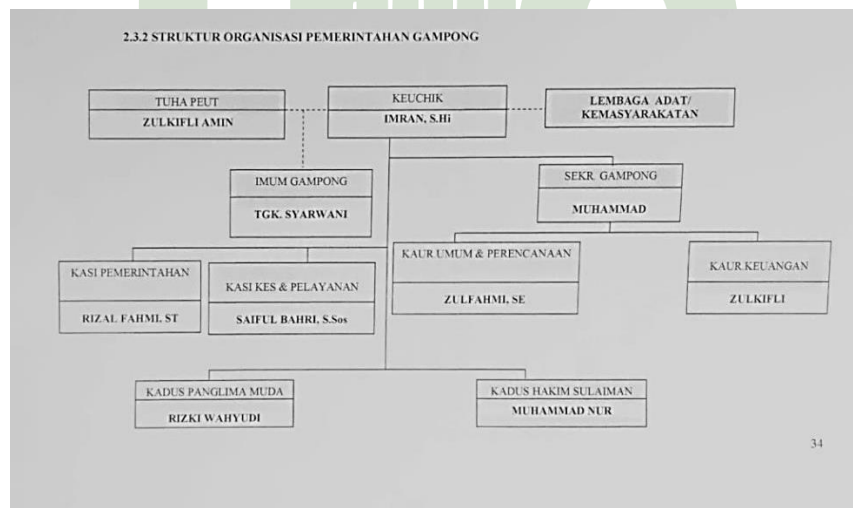 2.3.2 STRUKTUR ORGANISASI PEMERINTAHAN GAMPONG
TUHA PEUT
ZULKIFLI AMIN
KEUCHIK
IMRAN, S.Hi
LEMBAGA ADAT/
KEMASYARAKATAN
IMUM GAMPONG
TGK. SYARWANI
SEKR. GAMPONG
MUHAMMAD
KASI PEMERINTAHAN
RIZAL FAHMI, ST
KASI KES & PELAYANAN
SAIFUL BAHRI, S.Sos
KAUR UMUM & PERENCANAAN
ZULFAHMI, SE
KAUR.KEUANGAN
ZULKIFLI
KADUS PANGLIMA MUDA
RIZKI WAHYUDI
KADUS HAKIM SULAIMAN
MUHAMMAD NUR
34